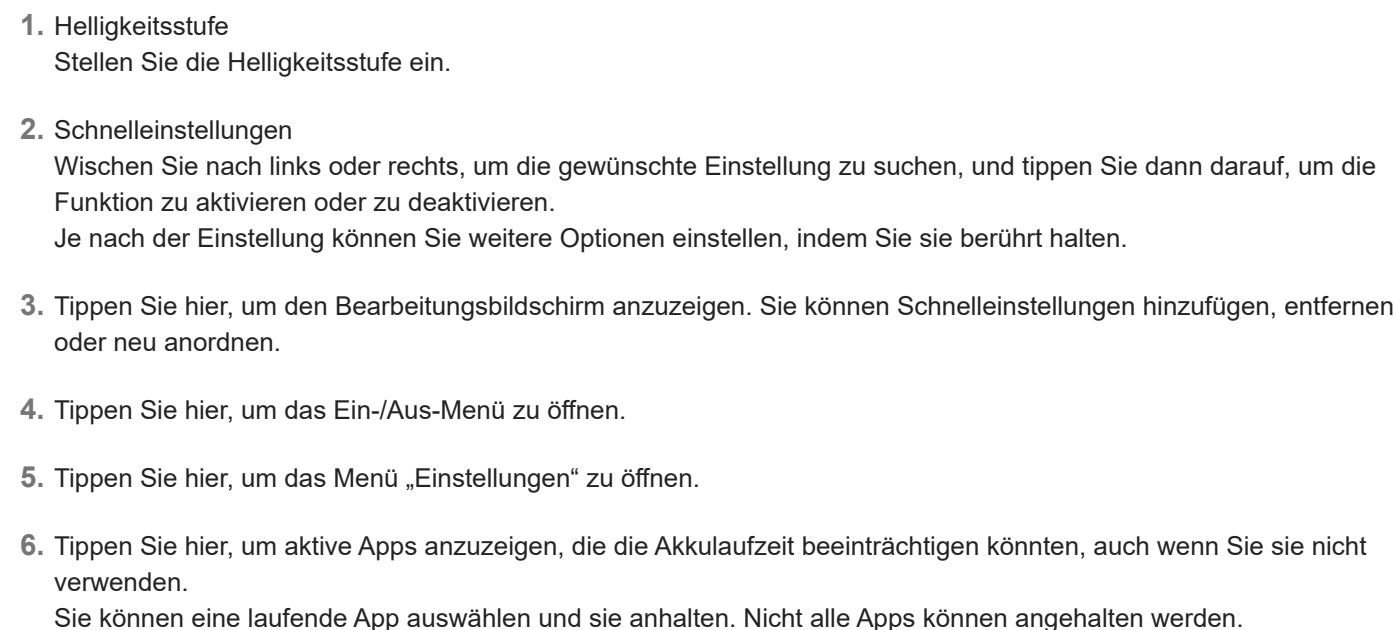 1. Helligkeitsstufe
Stellen Sie die Helligkeitsstufe ein.
2. Schnelleinstellungen
Wischen Sie nach links oder rechts, um die gewünschte Einstellung zu suchen, und tippen Sie dann darauf, um die
Funktion zu aktivieren oder zu deaktivieren.
Je nach der Einstellung können Sie weitere Optionen einstellen, indem Sie sie berührt halten.
3. Tippen Sie hier, um den Bearbeitungsbildschirm anzuzeigen. Sie können Schnelleinstellungen hinzufügen, entfernen
oder neu anordnen.
4. Tippen Sie hier, um das Ein-/Aus-Menü zu öffnen.
5. Tippen Sie hier, um das Menü „Einstellungen“ zu öffnen.
6. Tippen Sie hier, um aktive Apps anzuzeigen, die die Akkulaufzeit beeinträchtigen könnten, auch wenn Sie sie nicht
verwenden.
Sie können eine laufende App auswählen und sie anhalten. Nicht alle Apps können angehalten werden.